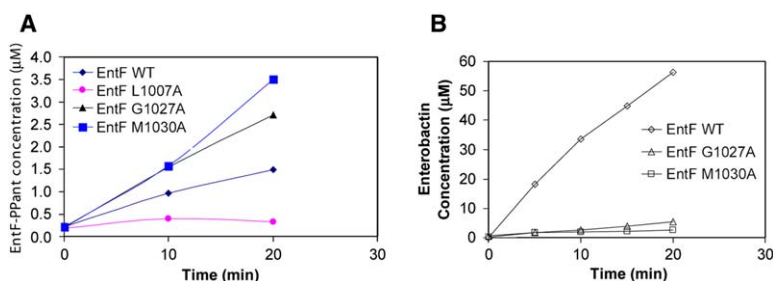 A
EntF-PPant concentration (µM)
4.0
3.5
3.0
2.5
2.0
1.5
1.0
0.5
0.0
EntF WT
EntF L1007A
EntF G1027A
EntF M1030A
0
10
20
30
Time (min)
B
Enterobactin
Concentration (µM)
60
50
40
30
20
10
0
EntF WT
EntF G1027A
EntF M1030A
0
10
20
30
Time (min)